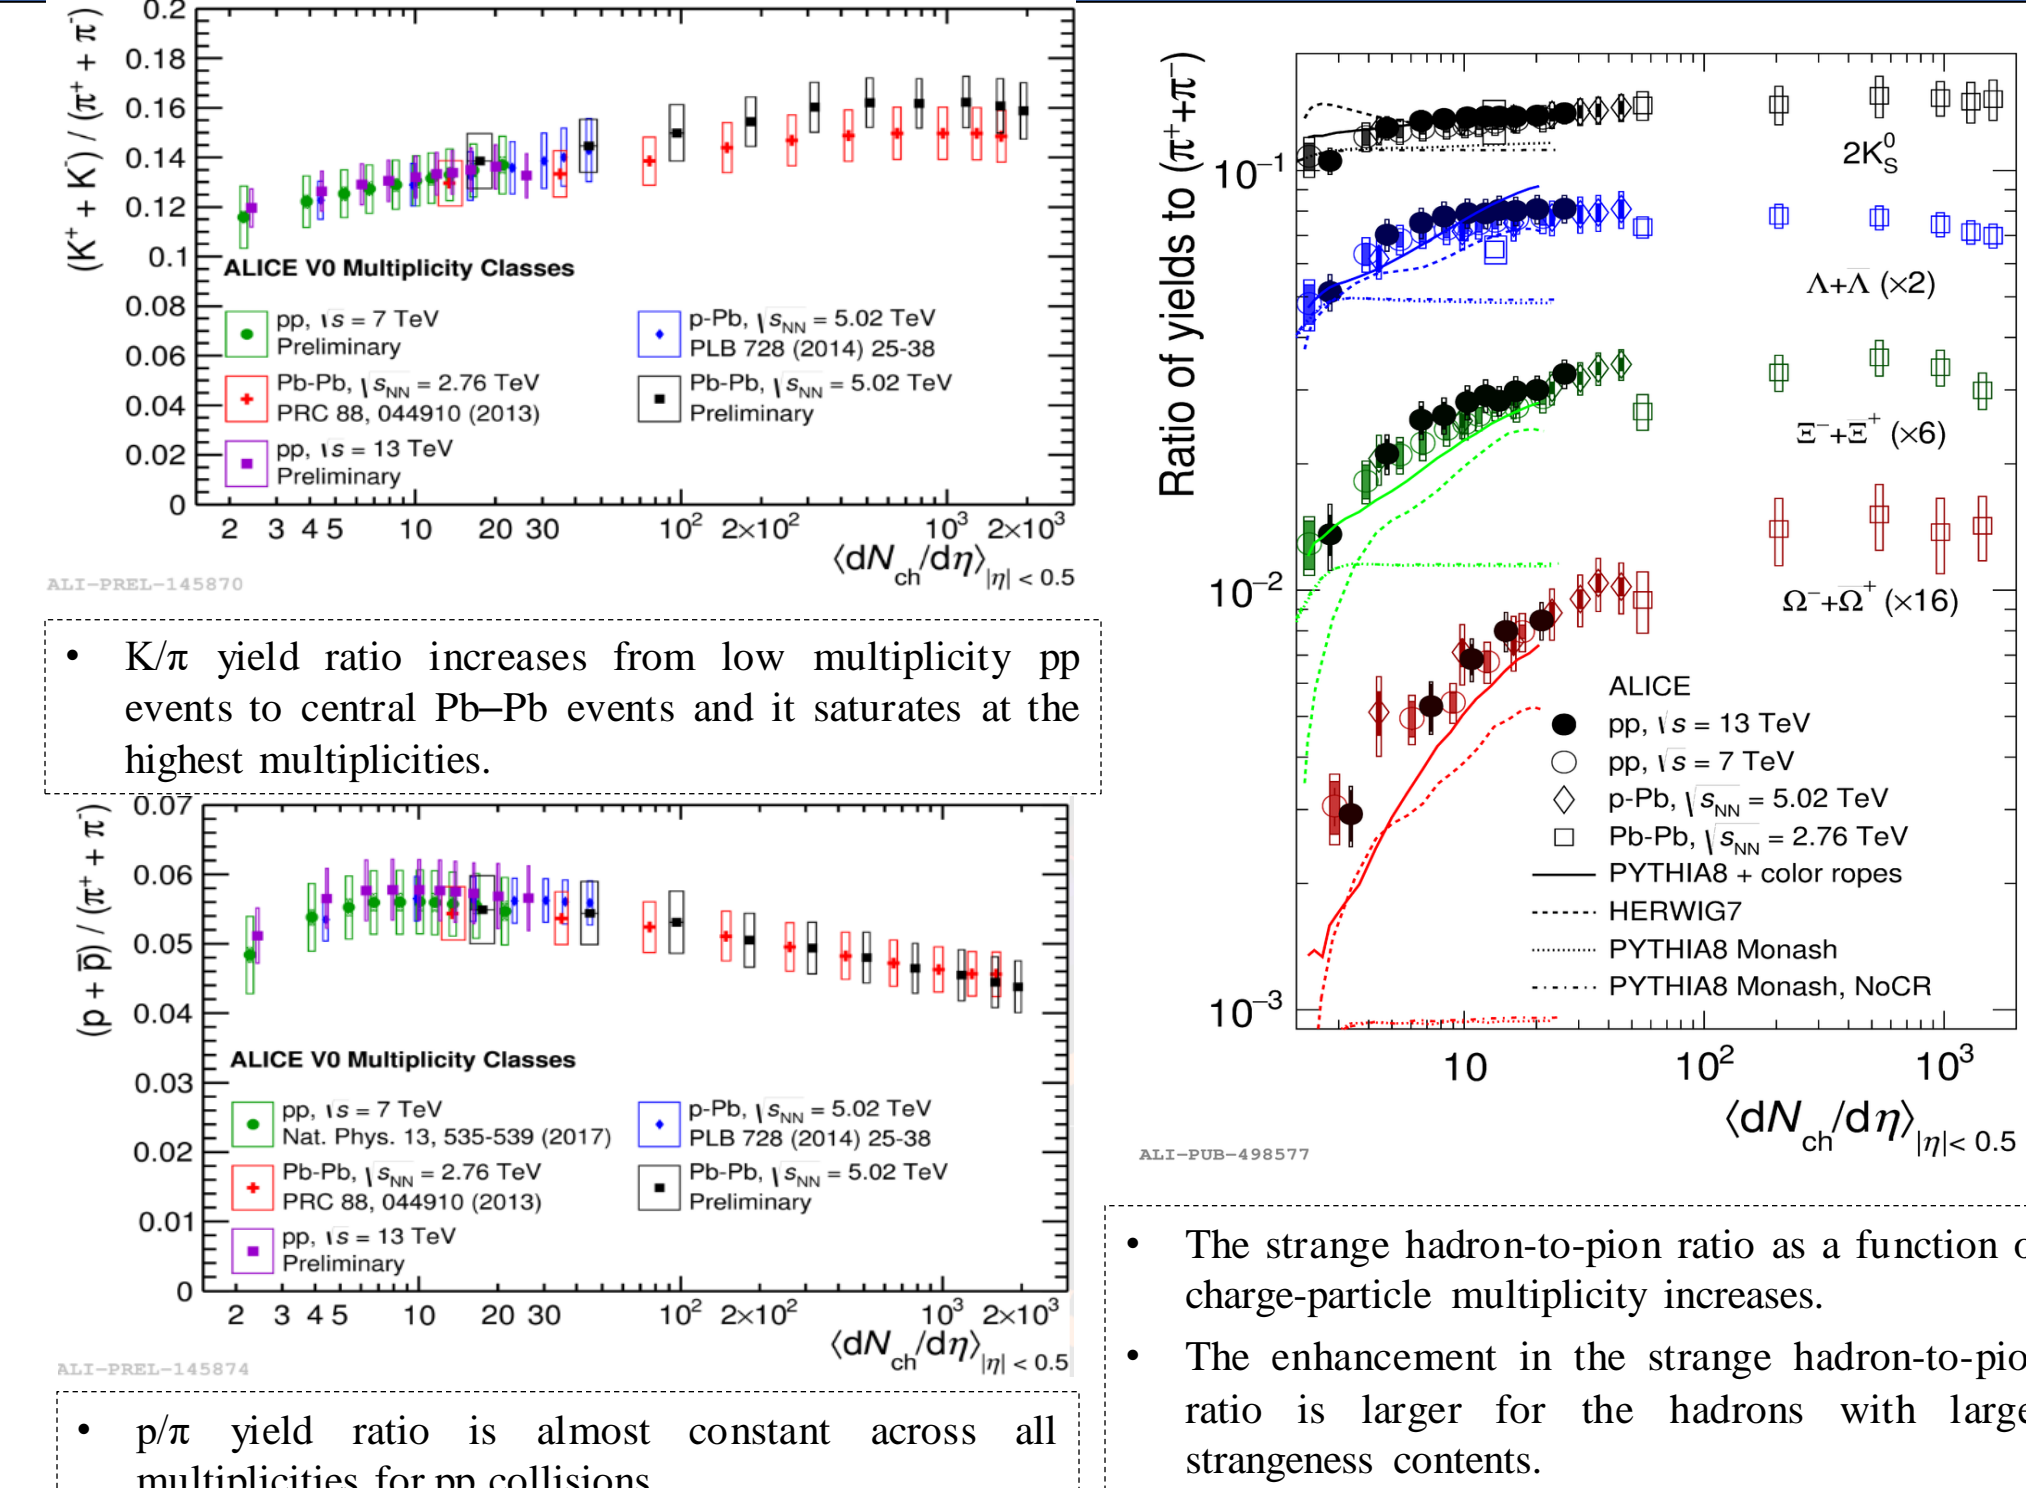 (K⁺ + K⁻) / (π⁺ + π⁻)
0.2
0.18
0.16
0.14
0.12
0.1
0.08
0.06
0.04
0.02
0
ALICE V0 Multiplicity Classes
pp, √s = 7 TeV
Preliminary
Pb-Pb, √sNN = 2.76 TeV
PRC 88, 044910 (2013)
pp, √s = 13 TeV
Preliminary
p-Pb, √sNN = 5.02 TeV
PLB 728 (2014) 25-38
Pb-Pb, √sNN = 5.02 TeV
Preliminary
2 3 4 5 10 20 30 10² 2×10² 10³ 2×10³
⟨dNch/dη⟩|η| < 0.5
ALI-PREL-145870
• K/π yield ratio increases from low multiplicity pp
events to central Pb–Pb events and it saturates at the
highest multiplicities.
(p + p̄) / (π⁺ + π⁻)
0.07
0.06
0.05
0.04
0.03
0.02
0.01
0
ALICE V0 Multiplicity Classes
pp, √s = 7 TeV
Nat. Phys. 13, 535-539 (2017)
Pb-Pb, √sNN = 2.76 TeV
PRC 88, 044910 (2013)
pp, √s = 13 TeV
Preliminary
p-Pb, √sNN = 5.02 TeV
PLB 728 (2014) 25-38
Pb-Pb, √sNN = 5.02 TeV
Preliminary
2 3 4 5 10 20 30 10² 2×10² 10³ 2×10³
⟨dNch/dη⟩|η| < 0.5
ALI-PREL-145874
• p/π yield ratio is almost constant across all
multiplicities for pp collisions
Ratio of yields to (π⁺+π⁻)
10⁻¹
10⁻²
10⁻³
2K⁰S
Λ+Λ̄ (×2)
Ξ⁻+Ξ̄⁺ (×6)
Ω⁻+Ω̄⁺ (×16)
ALICE
pp, √s = 13 TeV
pp, √s = 7 TeV
p-Pb, √sNN = 5.02 TeV
Pb-Pb, √sNN = 2.76 TeV
PYTHIA8 + color ropes
HERWIG7
PYTHIA8 Monash
PYTHIA8 Monash, NoCR
10 10² 10³
⟨dNch/dη⟩|η|< 0.5
ALI-PUB-498577
• The strange hadron-to-pion ratio as a function o
charge-particle multiplicity increases.
• The enhancement in the strange hadron-to-pio
ratio is larger for the hadrons with large
strangeness contents.